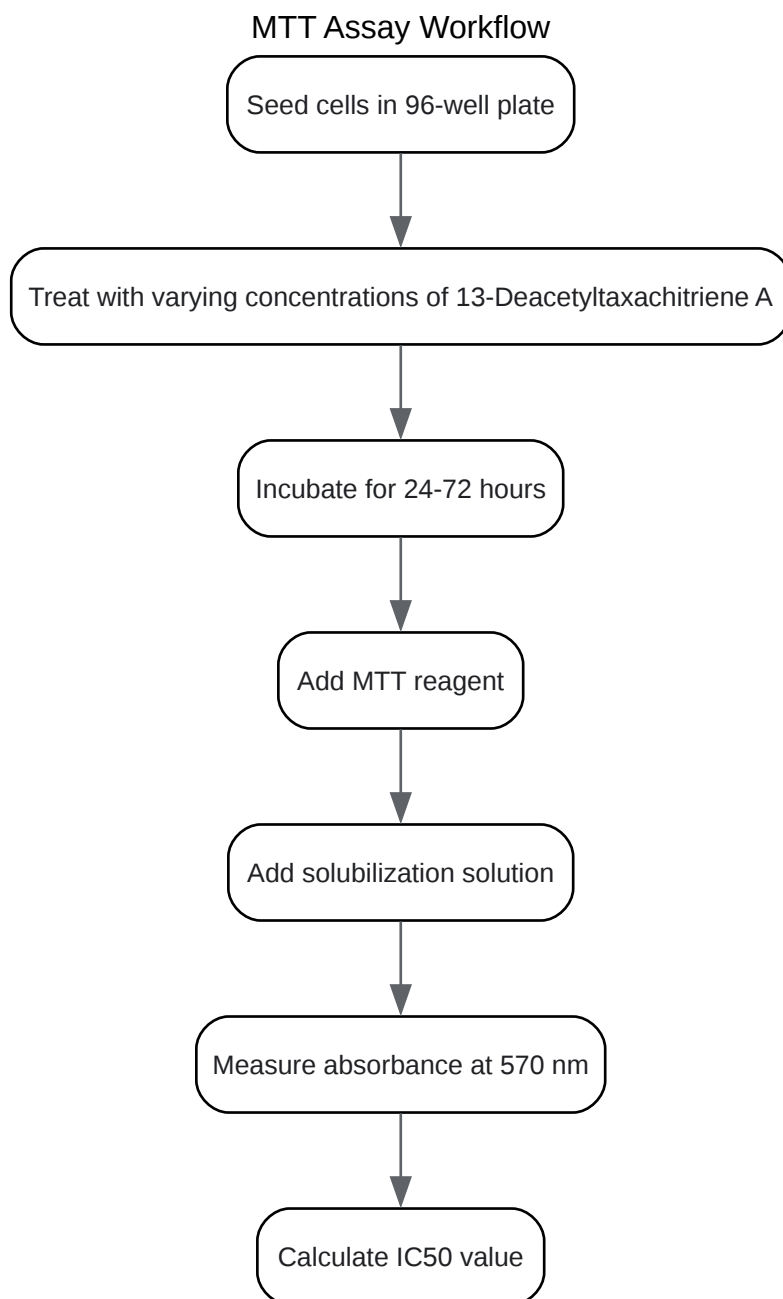 MTT Assay Workflow
Seed cells in 96-well plate
Treat with varying concentrations of 13-Deacetyltaxachitriene A
Incubate for 24-72 hours
Add MTT reagent
Add solubilization solution
Measure absorbance at 570 nm
Calculate IC50 value